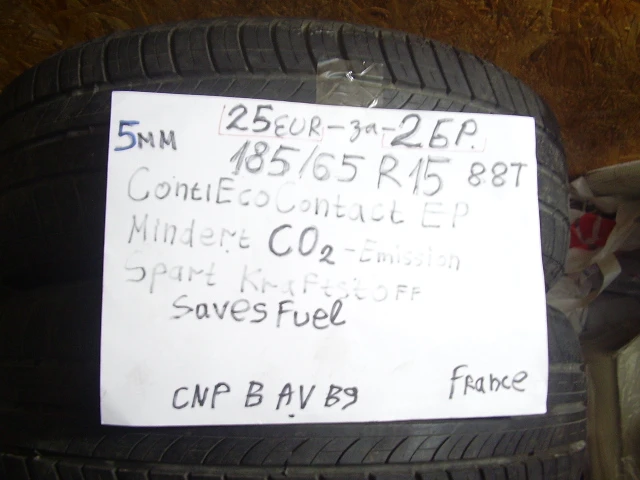 25EUR-за-2БР.
5MM
185/65 R15 88T
ContiEcoContact EP
Mindert CO₂-Emission
Spart Kraftstoff
Saves Fuel
CNP B AV B9
France